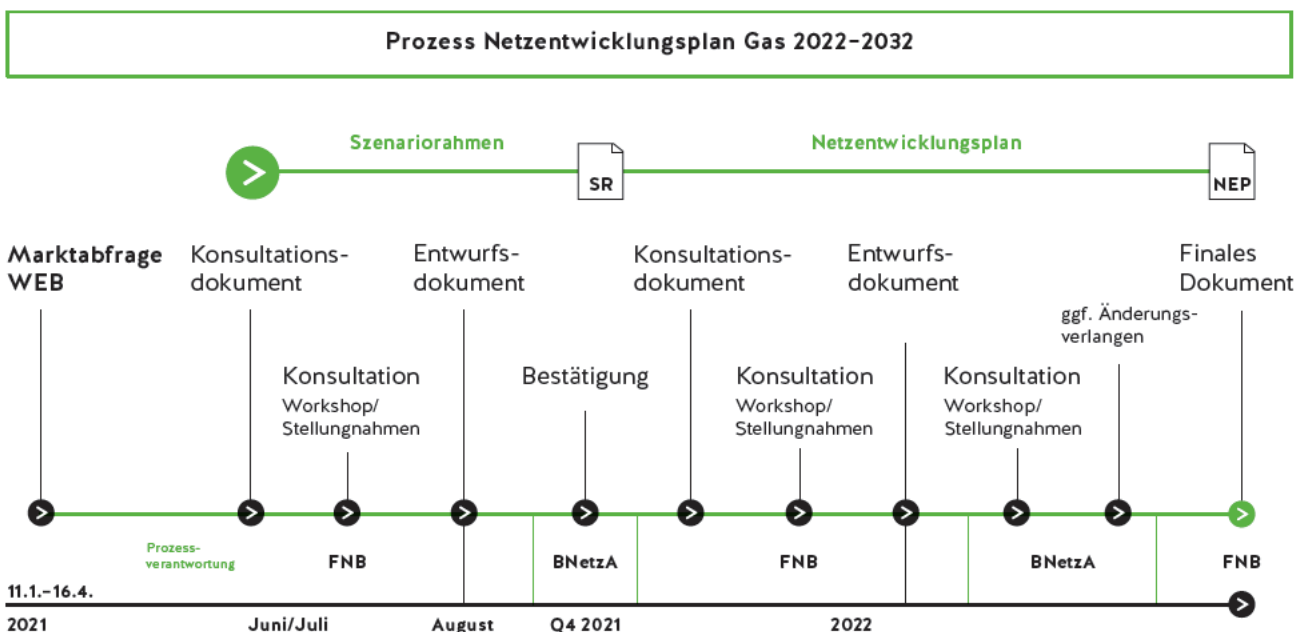 Prozess Netzentwicklungsplan Gas 2022–2032
Szenariorahmen
Netzentwicklungsplan
SR
NEP
Marktabfrage
WEB
Konsultations-
dokument
Entwurfs-
dokument
Konsultations-
dokument
Entwurfs-
dokument
Finales
Dokument
ggf. Änderungs-
verlangen
Konsultation
Workshop/
Stellungnahmen
Bestätigung
Konsultation
Workshop/
Stellungnahmen
Konsultation
Workshop/
Stellungnahmen
Prozess-
verantwortung
FNB
BNetzA
FNB
BNetzA
FNB
11.1.–16.4.
2021
Juni/Juli
August
Q4 2021
2022